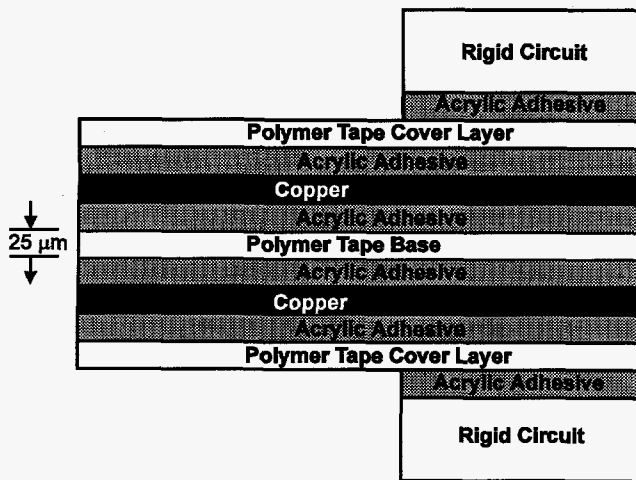 Rigid Circuit
Acrylic Adhesive
Polymer Tape Cover Layer
Acrylic Adhesive
Copper
Acrylic Adhesive
25 μm
Polymer Tape Base
Acrylic Adhesive
Copper
Acrylic Adhesive
Polymer Tape Cover Layer
Acrylic Adhesive
Rigid Circuit